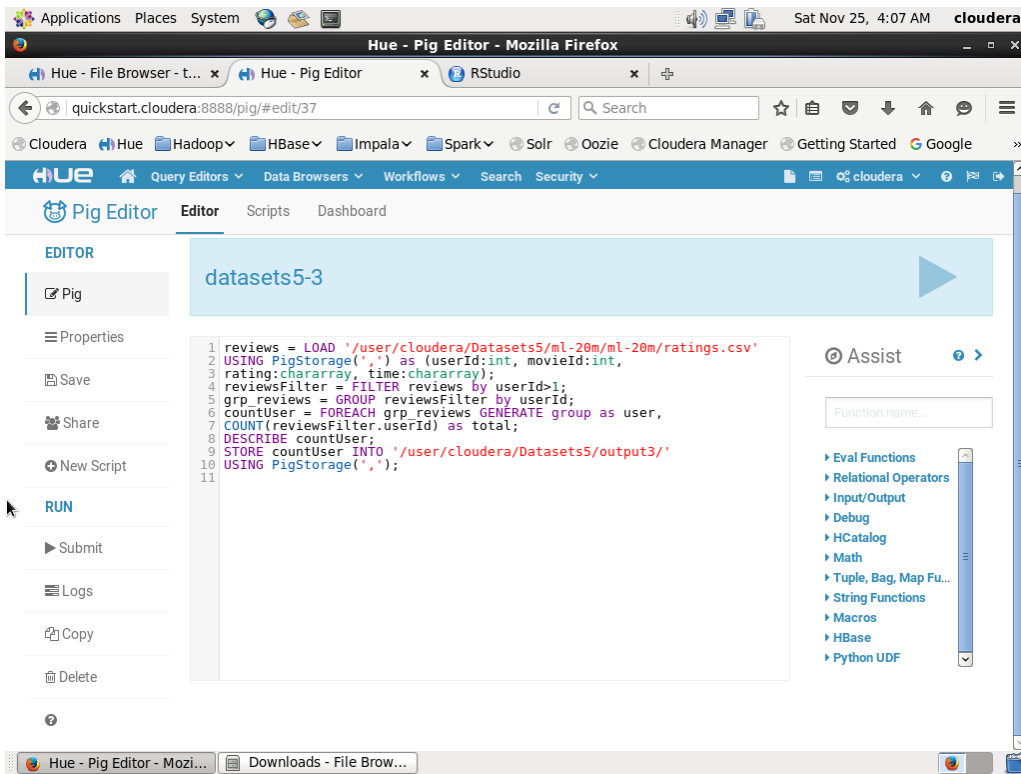 Applications Places System Sat Nov 25, 4:07 AM cloudera
Hue - Pig Editor - Mozilla Firefox
Hue - File Browser - t... × Hue - Pig Editor × RStudio ×
quickstart.cloudera:8888/pig/#edit/37 Search
Cloudera Hue Hadoop HBase Impala Spark Solr Oozie Cloudera Manager Getting Started Google »
HUE Query Editors Data Browsers Workflows Search Security cloudera
Pig Editor Editor Scripts Dashboard
EDITOR
Pig
Properties
Save
Share
New Script
RUN
Submit
Logs
Copy
Delete
datasets5-3
1 reviews = LOAD '/user/cloudera/Datasets5/ml-20m/ml-20m/ratings.csv'
2 USING PigStorage(',') as (userId:int, movieId:int,
3 rating:chararray, time:chararray);
4 reviewsFilter = FILTER reviews by userId>1;
5 grp_reviews = GROUP reviewsFilter by userId;
6 countUser = FOREACH grp_reviews GENERATE group as user,
7 COUNT(reviewsFilter.userId) as total;
8 DESCRIBE countUser;
9 STORE countUser INTO '/user/cloudera/Datasets5/output3/'
10 USING PigStorage(',');
11
Assist
Function name...
Eval Functions
Relational Operators
Input/Output
Debug
HCatalog
Math
Tuple, Bag, Map Fu...
String Functions
Macros
HBase
Python UDF
Hue - Pig Editor - Mozi... Downloads - File Brow...